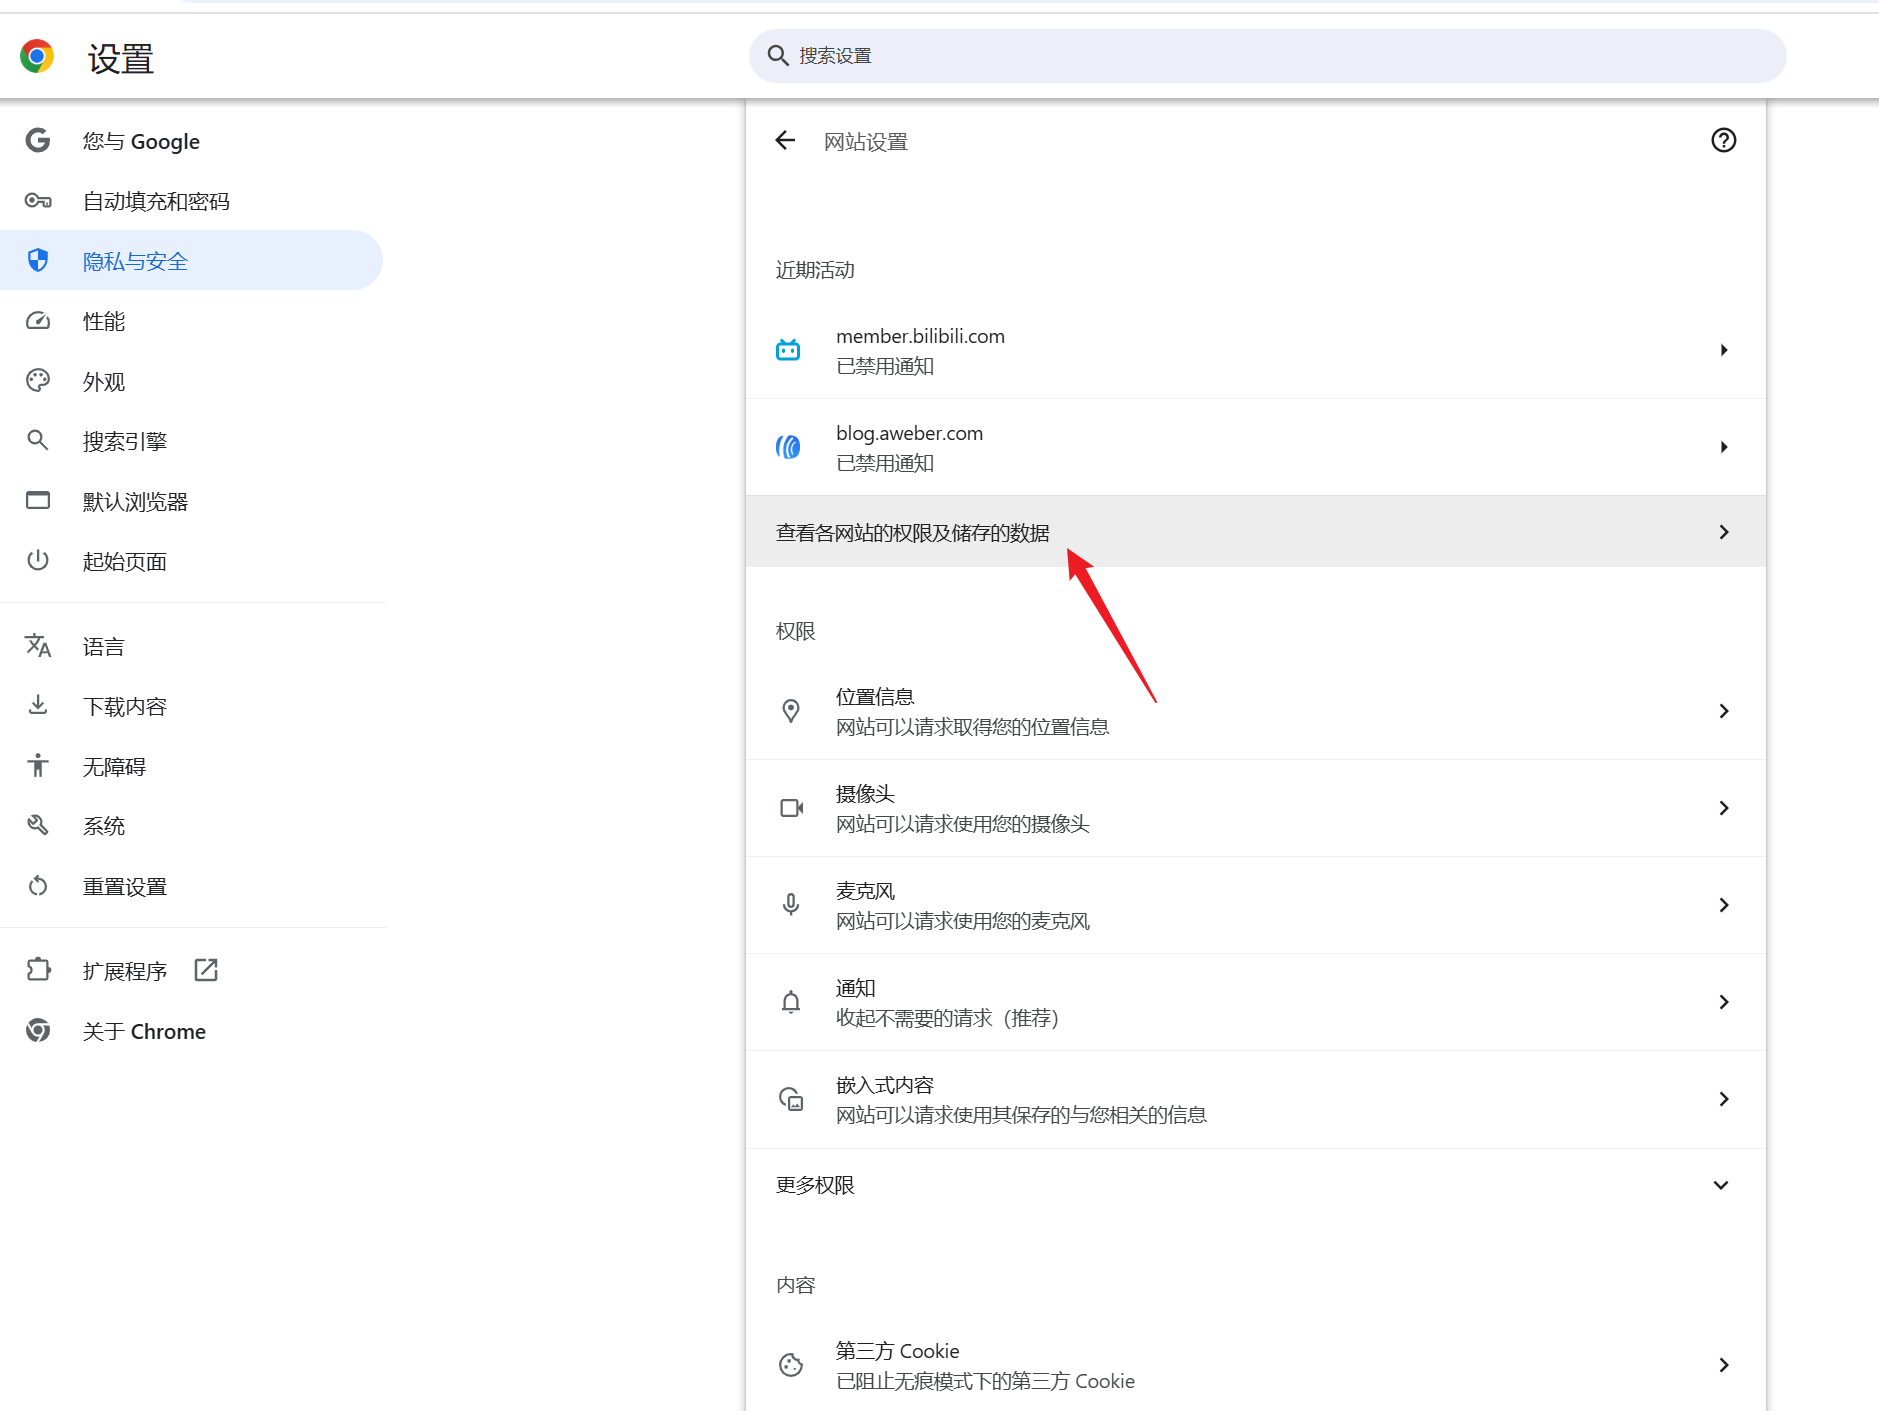 设置
搜索设置
您与 Google
自动填充和密码
隐私与安全
性能
外观
搜索引擎
默认浏览器
起始页面
语言
下载内容
无障碍
系统
重置设置
扩展程序
关于 Chrome
网站设置
近期活动
member.bilibili.com
已禁用通知
blog.aweber.com
已禁用通知
查看各网站的权限及储存的数据
权限
位置信息
网站可以请求取得您的位置信息
摄像头
网站可以请求使用您的摄像头
麦克风
网站可以请求使用您的麦克风
通知
收起不需要的请求（推荐）
嵌入式内容
网站可以请求使用其保存的与您相关的信息
更多权限
内容
第三方 Cookie
已阻止无痕模式下的第三方 Cookie